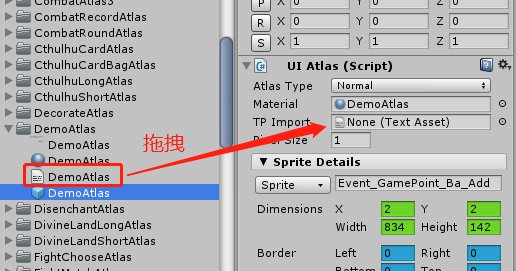 CombatAtlas3
CombatRecordAtlas
CombatRoundAtlas
CthulhuCardAtlas
CthulhuCardBagAtlas
CthulhuLongAtlas
CthulhuShortAtlas
DecorateAtlas
DemoAtlas
DemoAtlas
DemoAtlas
DemoAtlas
DemoAtlas
DisenchantAtlas
DivineLandLongAtlas
DivineLandShortAtlas
FightChooseAtlas
拖拽
P X 0 Y 0 Z 0
R X 0 Y 0 Z 0
S X 1 Y 1 Z 1
UI Atlas (Script)
Atlas Type Normal
Material DemoAtlas
TP Import None (Text Asset)
Pixel Size 1
▼ Sprite Details
Sprite Event_GamePoint_Ba_Add
Dimensions X 2 Y 2
Width 834 Height 142
Border Left 0 Right 0
Bottom 0 Top 0